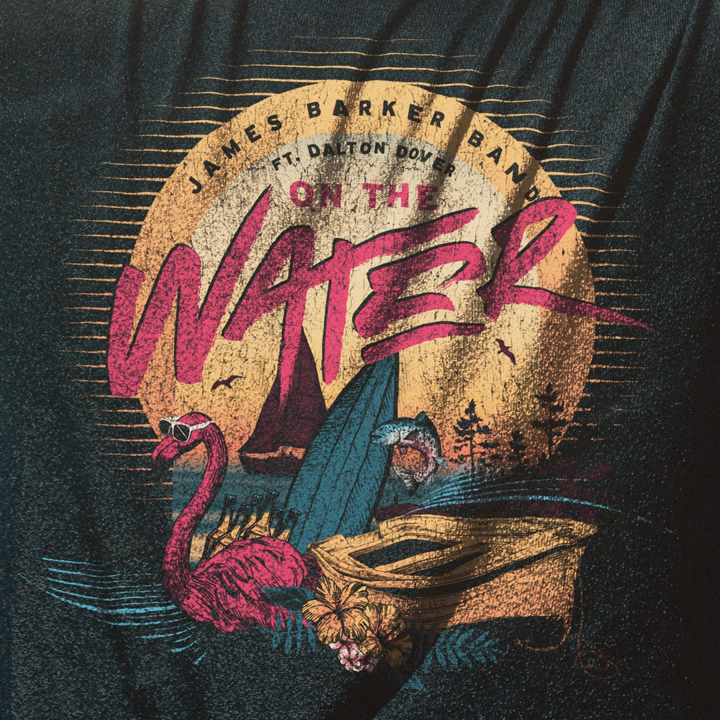 JAMES BARKER BAND
FT. DALTON DOVER
ON THE
WATER